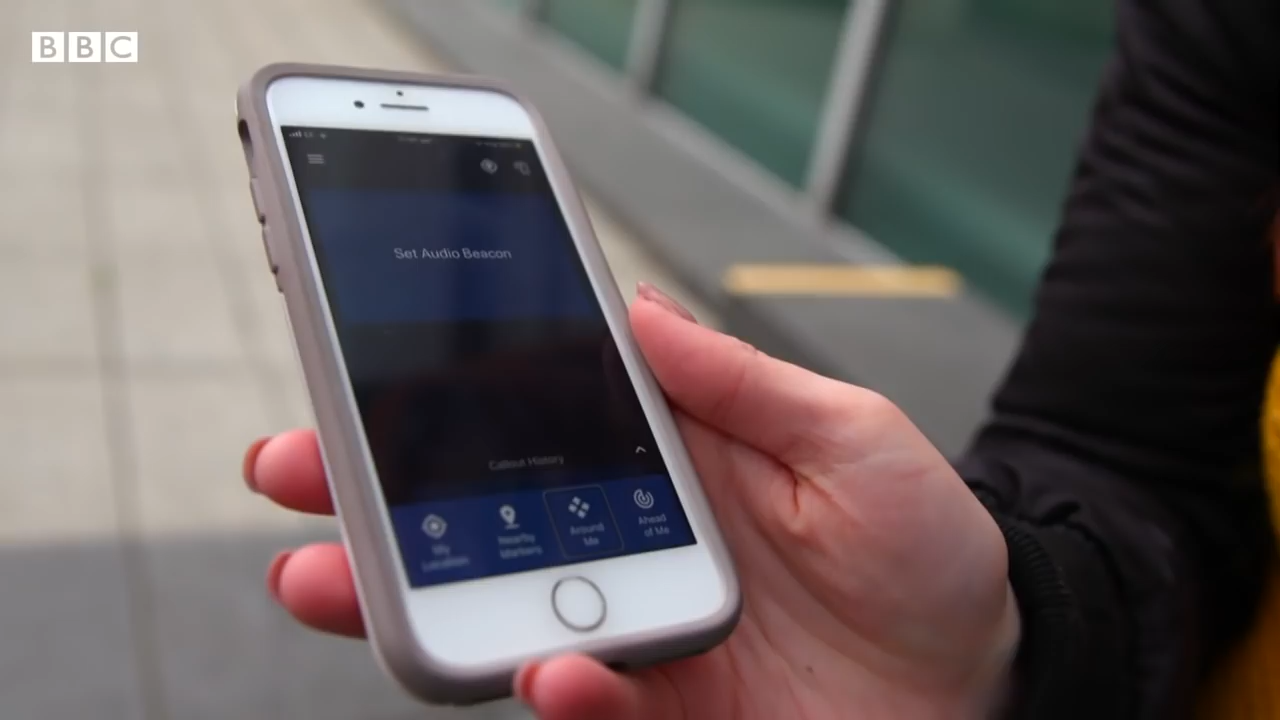 BBC
Set Audio Beacon
Callout History
My
Location
Nearby
Markers
Around
Me
Ahead
of Me